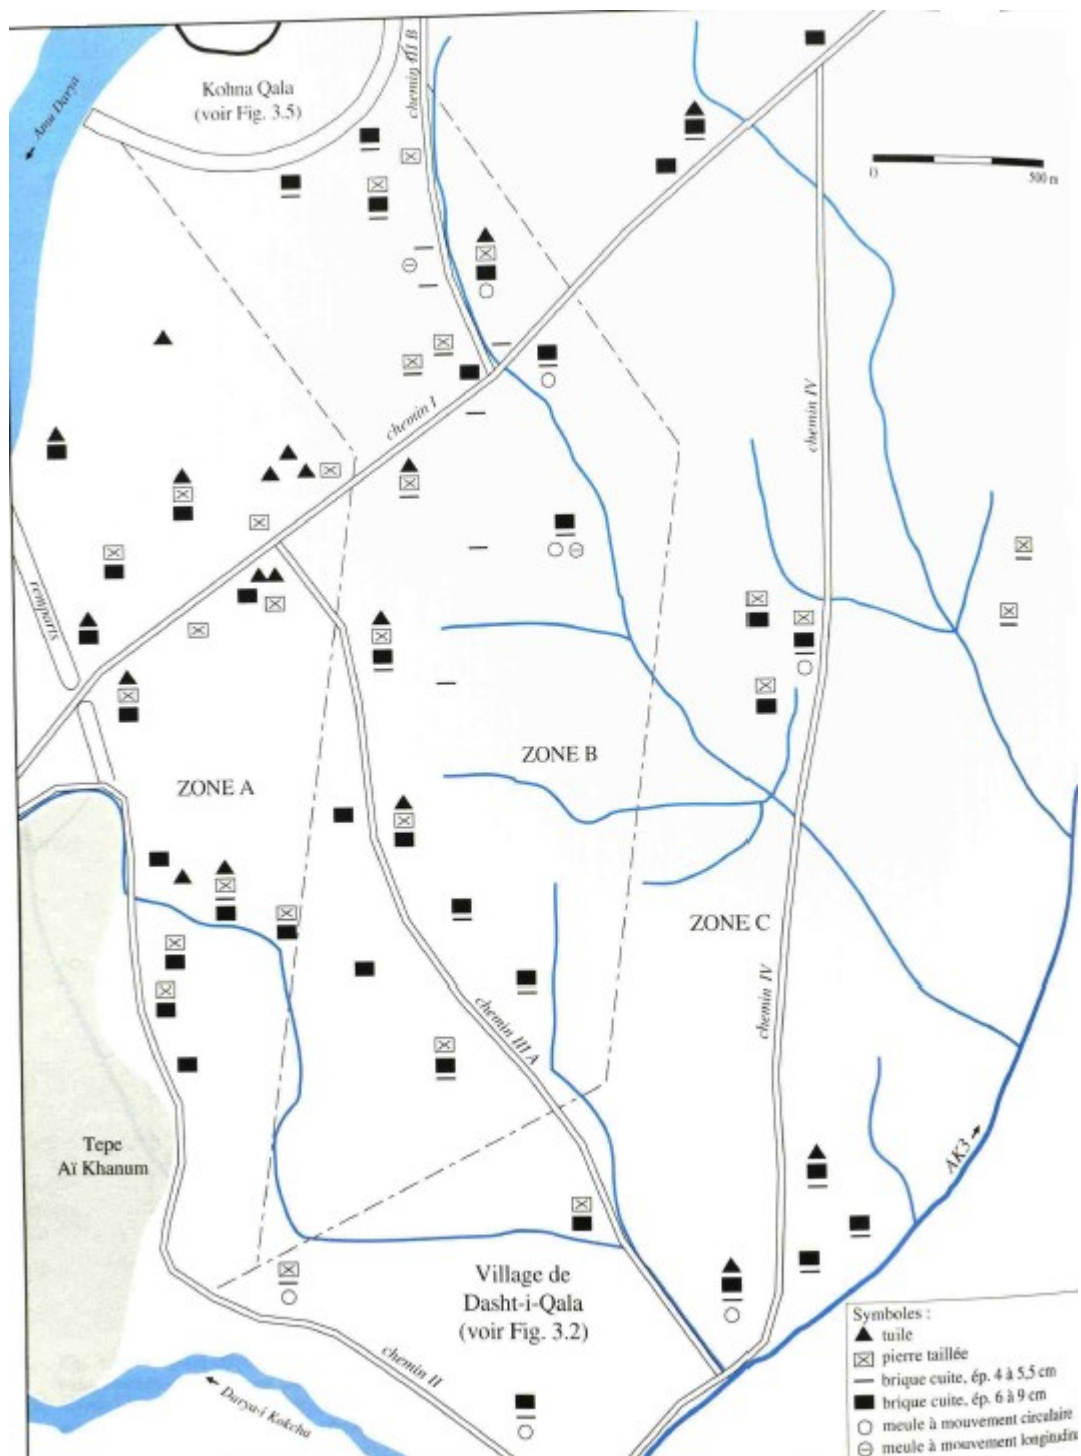 Kohna Qala
(voir Fig. 3.5)
Amu Darya
chemin III B
0
500 m
chemin I
chemin IV
remparts
ZONE A
ZONE B
ZONE C
chemin IV
chemin III A
Tepe
Aï Khanum
AK3
Village de
Dasht-i-Qala
(voir Fig. 3.2)
chemin II
Darya-i Kokcha
Symboles :
tuile
pierre taillée
brique cuite, ép. 4 à 5,5 cm
brique cuite, ép. 6 à 9 cm
meule à mouvement circulaire
meule à mouvement longitudina